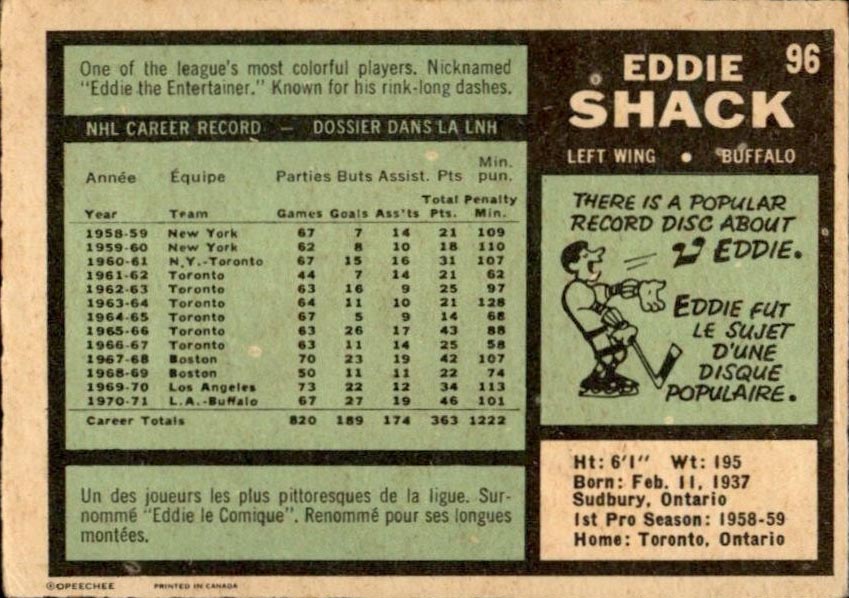 One of the league's most colorful players. Nicknamed
"Eddie the Entertainer." Known for his rink-long dashes.
NHL CAREER RECORD — DOSSIER DANS LA LNH
Année Équipe Parties Buts Assist. Pts Min. pun.
Year Team Games Goals Ass'ts Total Pts. Penalty Min.
1958-59 New York 67 7 14 21 109
1959-60 New York 62 8 10 18 110
1960-61 N.Y.-Toronto 67 15 16 31 107
1961-62 Toronto 44 7 14 21 62
1962-63 Toronto 63 16 9 25 97
1963-64 Toronto 64 11 10 21 128
1964-65 Toronto 67 5 9 14 68
1965-66 Toronto 63 26 17 43 88
1966-67 Toronto 63 11 14 25 58
1967-68 Boston 70 23 19 42 107
1968-69 Boston 50 11 11 22 74
1969-70 Los Angeles 73 22 12 34 113
1970-71 L.A.-Buffalo 67 27 19 46 101
Career Totals 820 189 174 363 1222
Un des joueurs les plus pittoresques de la ligue. Sur-
nommé "Eddie le Comique". Renommé pour ses longues
montées.
©OPEECHEE PRINTED IN CANADA
96
EDDIE
SHACK
LEFT WING • BUFFALO
THERE IS A POPULAR
RECORD DISC ABOUT
EDDIE.
EDDIE FUT
LE SUJET
D'UNE
DISQUE
POPULAIRE.
Ht: 6'1" Wt: 195
Born: Feb. 11, 1937
Sudbury, Ontario
1st Pro Season: 1958-59
Home: Toronto, Ontario